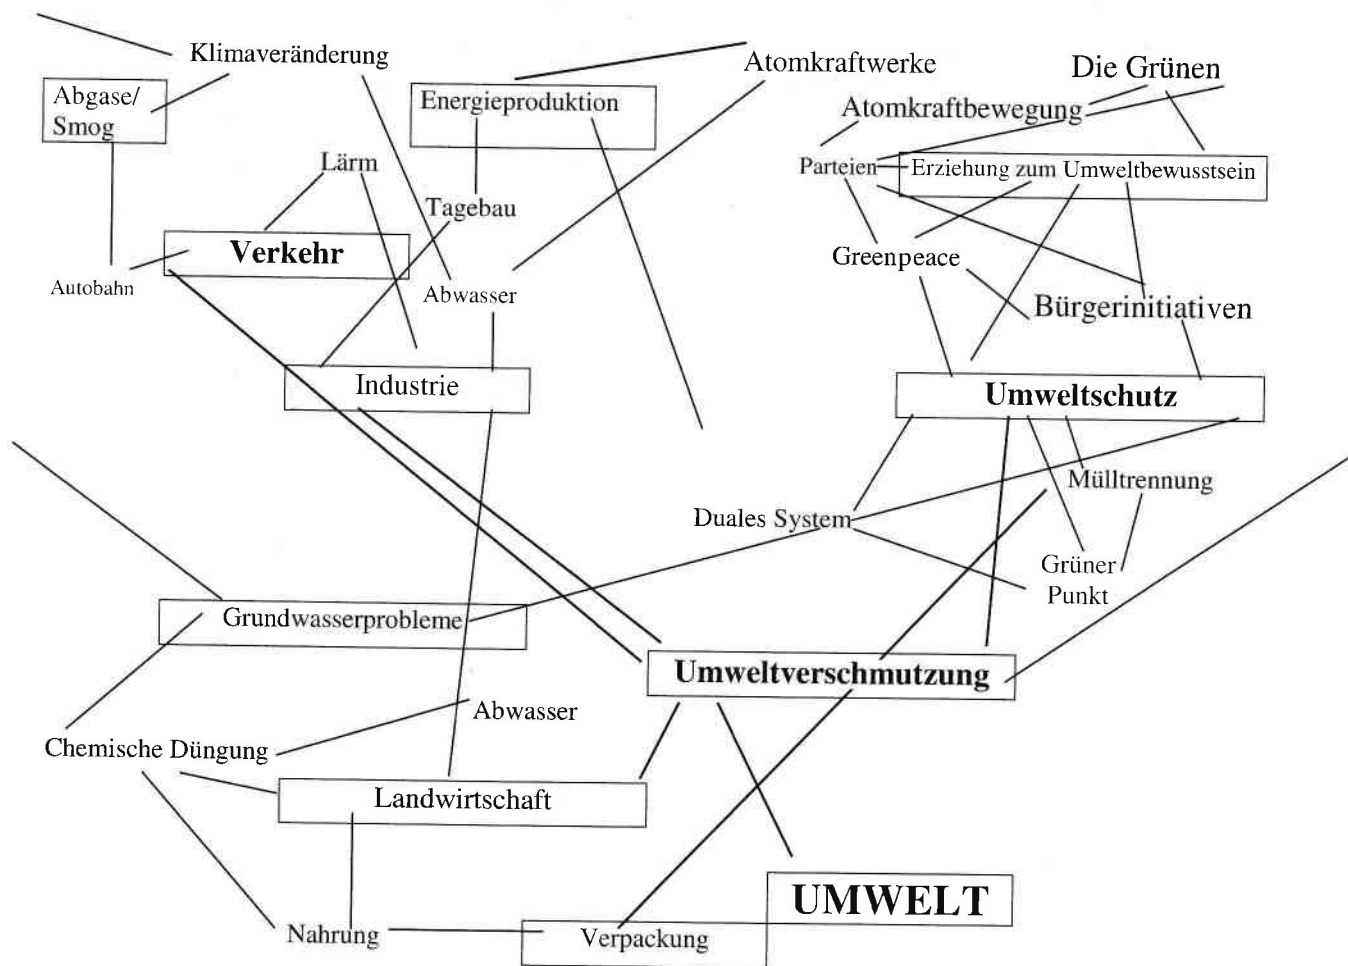 Klimaveränderung
Atomkraftwerke
Die Grünen
Abgase/
Smog
Energieproduktion
Atomkraftbewegung
Lärm
Parteien
Erziehung zum Umweltbewusstsein
Tagebau
Verkehr
Greenpeace
Autobahn
Abwasser
Bürgerinitiativen
Industrie
Umweltschutz
Mülltrennung
Duales System
Grüner
Punkt
Grundwasserprobleme
Umweltverschmutzung
Abwasser
Chemische Düngung
Landwirtschaft
UMWELT
Nahrung
Verpackung